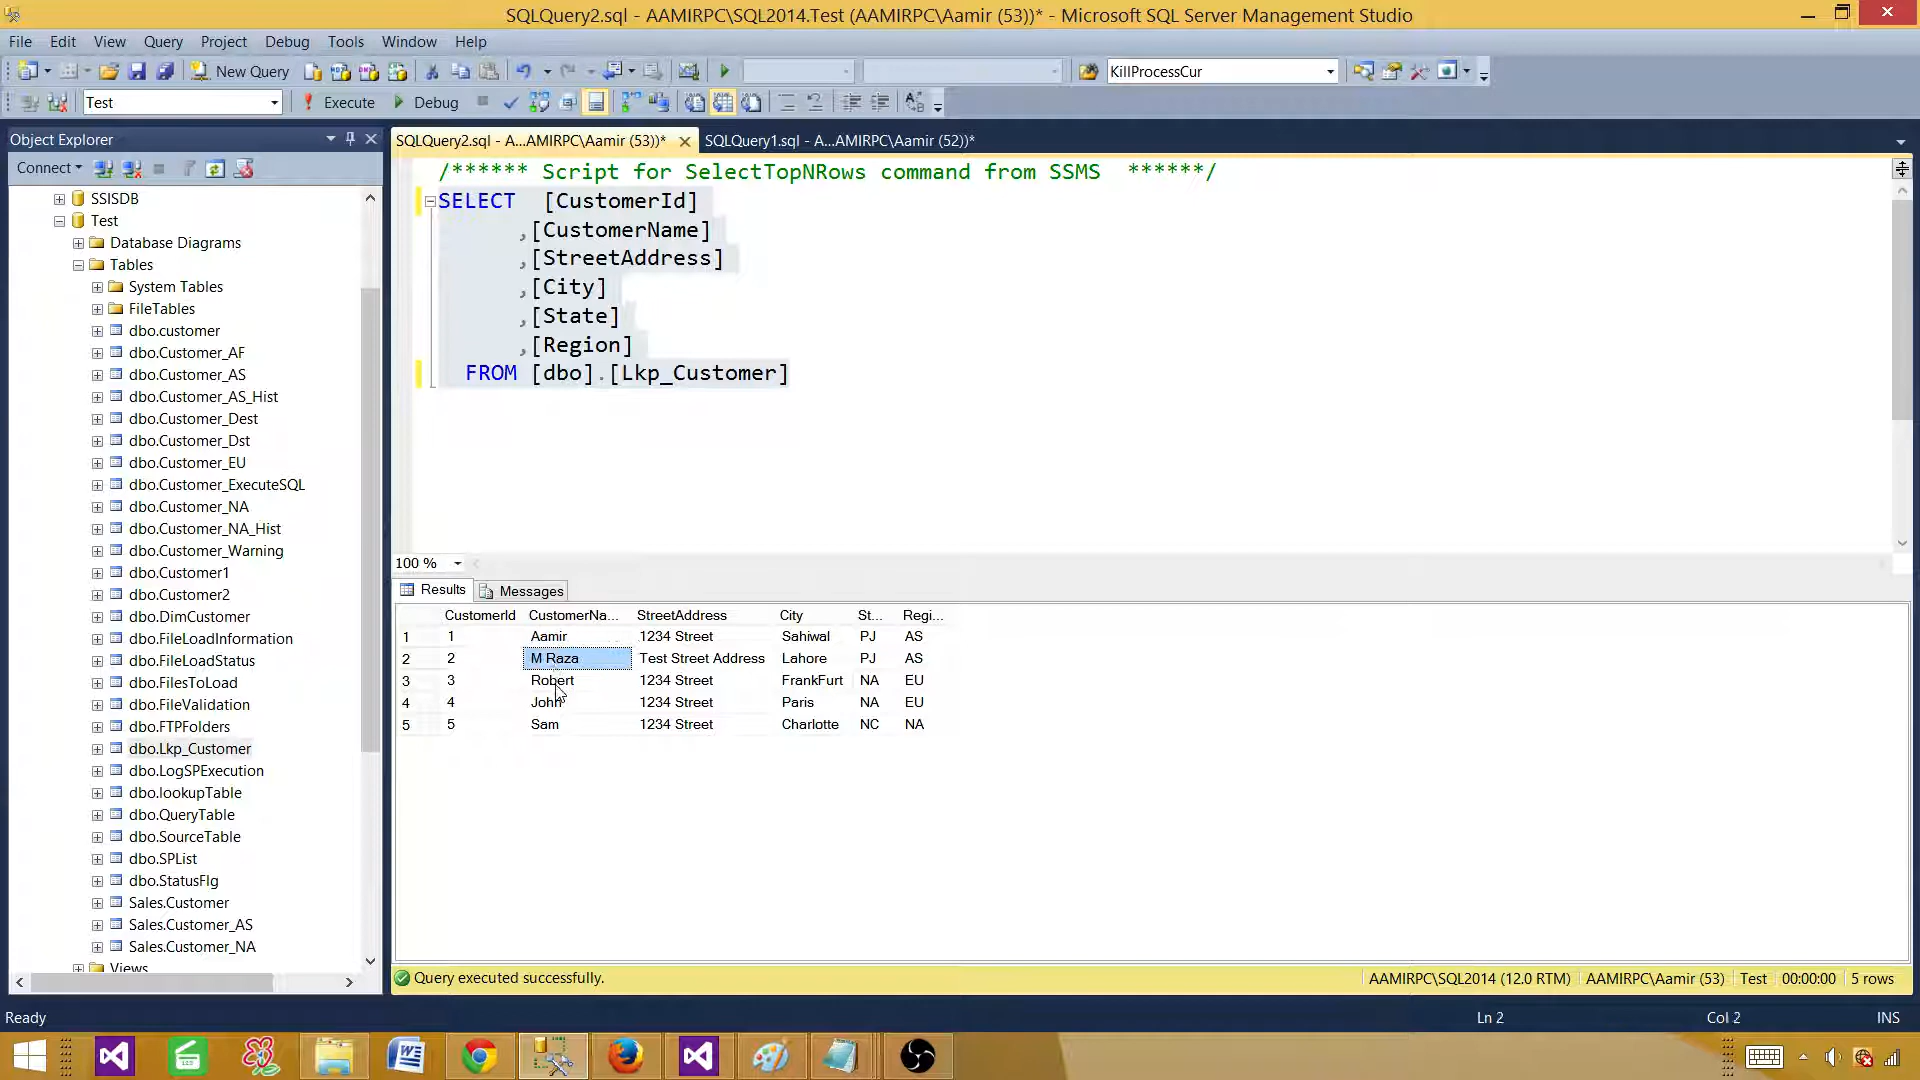 SQLQuery2.sql - AAMIRPC\SQL2014.Test (AAMIRPC\Aamir (53))* - Microsoft SQL Server Management Studio
File Edit View Query Project Debug Tools Window Help
New Query KillProcessCur
Test Execute Debug
Object Explorer
SQLQuery2.sql - A...AMIRPC\Aamir (53))* SQLQuery1.sql - A...AMIRPC\Aamir (52))*
Connect
SSISDB
Test
Database Diagrams
Tables
System Tables
FileTables
dbo.customer
dbo.Customer_AF
dbo.Customer_AS
dbo.Customer_AS_Hist
dbo.Customer_Dest
dbo.Customer_Dst
dbo.Customer_EU
dbo.Customer_ExecuteSQL
dbo.Customer_NA
dbo.Customer_NA_Hist
dbo.Customer_Warning
dbo.Customer1
dbo.Customer2
dbo.DimCustomer
dbo.FileLoadInformation
dbo.FileLoadStatus
dbo.FilesToLoad
dbo.FileValidation
dbo.FTPFolders
dbo.Lkp_Customer
dbo.LogSPExecution
dbo.lookupTable
dbo.QueryTable
dbo.SourceTable
dbo.SPList
dbo.StatusFlg
Sales.Customer
Sales.Customer_AS
Sales.Customer_NA
Views
/****** Script for SelectTopNRows command from SSMS ******/
SELECT [CustomerId]
,[CustomerName]
,[StreetAddress]
,[City]
,[State]
,[Region]
FROM [dbo].[Lkp_Customer]
100 %
Results Messages
CustomerId CustomerNa... StreetAddress City St... Regi...
1 1 Aamir 1234 Street Sahiwal PJ AS
2 2 M Raza Test Street Address Lahore PJ AS
3 3 Robert 1234 Street FrankFurt NA EU
4 4 John 1234 Street Paris NA EU
5 5 Sam 1234 Street Charlotte NC NA
Query executed successfully. AAMIRPC\SQL2014 (12.0 RTM) AAMIRPC\Aamir (53) Test 00:00:00 5 rows
Ready Ln 2 Col 2 INS